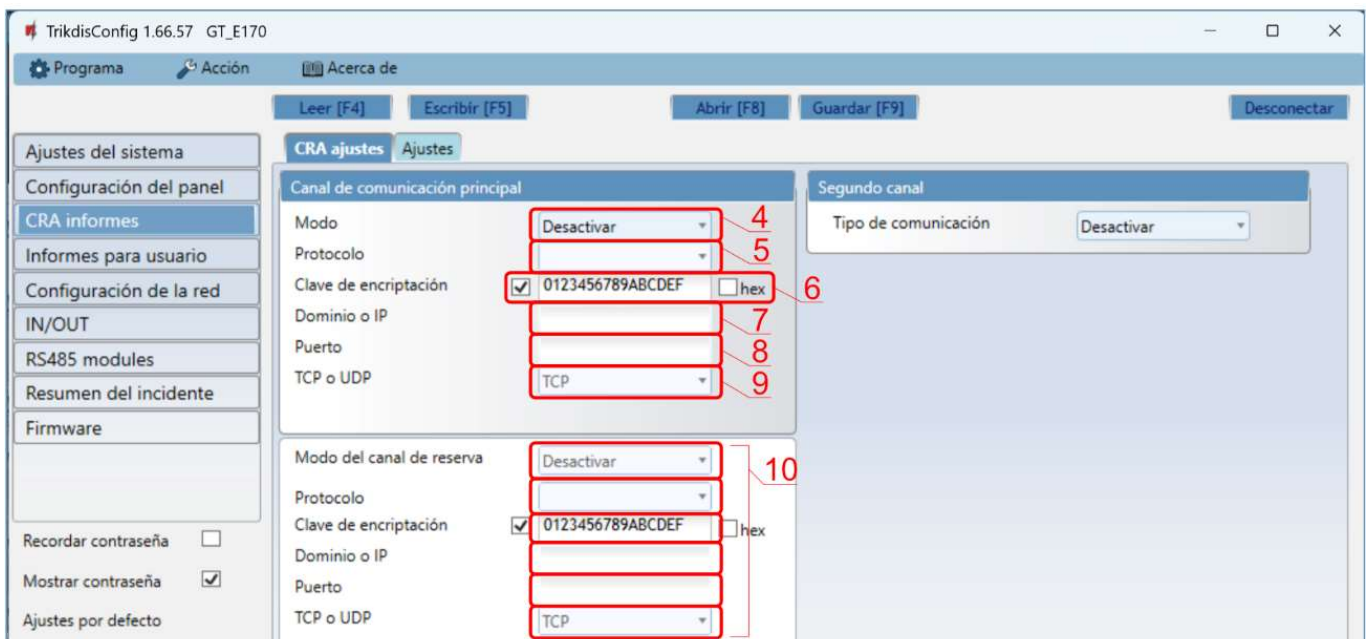 TrikdisConfig 1.66.57 GT_E170
Programa Acción Acerca de
Leer [F4] Escribir [F5] Abrir [F8] Guardar [F9] Desconectar
Ajustes del sistema
Configuración del panel
CRA informes
Informes para usuario
Configuración de la red
IN/OUT
RS485 modules
Resumen del incidente
Firmware
Recordar contraseña
Mostrar contraseña
Ajustes por defecto
CRA ajustes Ajustes
Canal de comunicación principal
Modo Desactivar 4
Protocolo 5
Clave de encriptación 0123456789ABCDEF hex 6
Dominio o IP 7
Puerto 8
TCP o UDP TCP 9
Modo del canal de reserva Desactivar 10
Protocolo
Clave de encriptación 0123456789ABCDEF hex
Dominio o IP
Puerto
TCP o UDP TCP
Segundo canal
Tipo de comunicación Desactivar